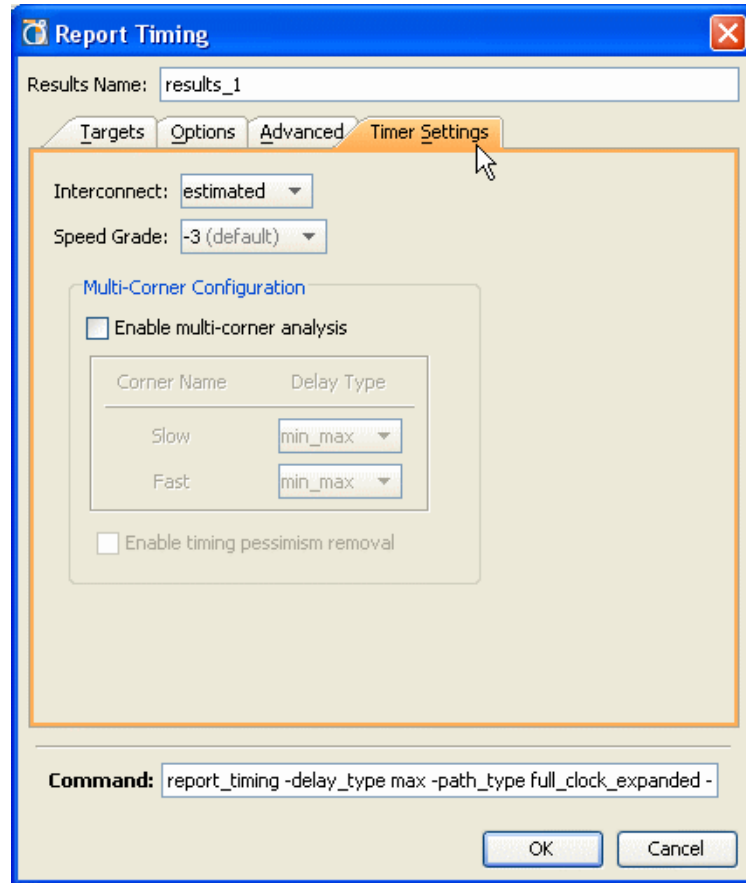 Report Timing
Results Name: results_1
Targets Options Advanced Timer Settings
Interconnect: estimated
Speed Grade: -3 (default)
Multi-Corner Configuration
Enable multi-corner analysis
Corner Name Delay Type
Slow min_max
Fast min_max
Enable timing pessimism removal
Command: report_timing -delay_type max -path_type full_clock_expanded -
OK Cancel